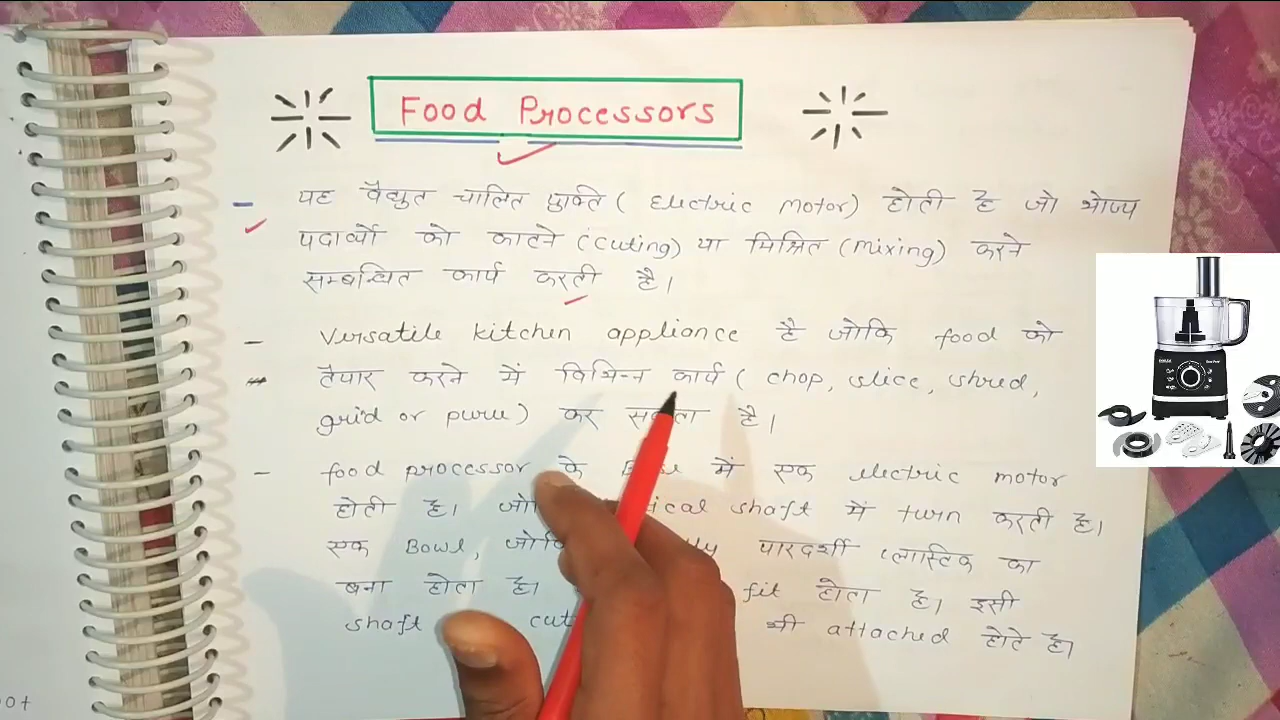 Food Processors
- यह वैद्युत चालित युक्ति ( Electric Motor) होती है जो भोज्य
पदार्थो को काटने (Cuting) या मिश्रित (Mixing) करने
सम्बन्धित कार्य करती है।
- Versatile kitchen appliance है जोकि food को
तैयार करने में विभिन्न कार्य ( chop, slice, shred,
grid or puree) कर सकता है।
- food processor के Base में एक electric motor
होती है। shaft में turn करती है।
एक Bowl, पारदर्शी प्लास्टिक का
बना होता है। fit होता है। इसी
shaft भी attached होते है।